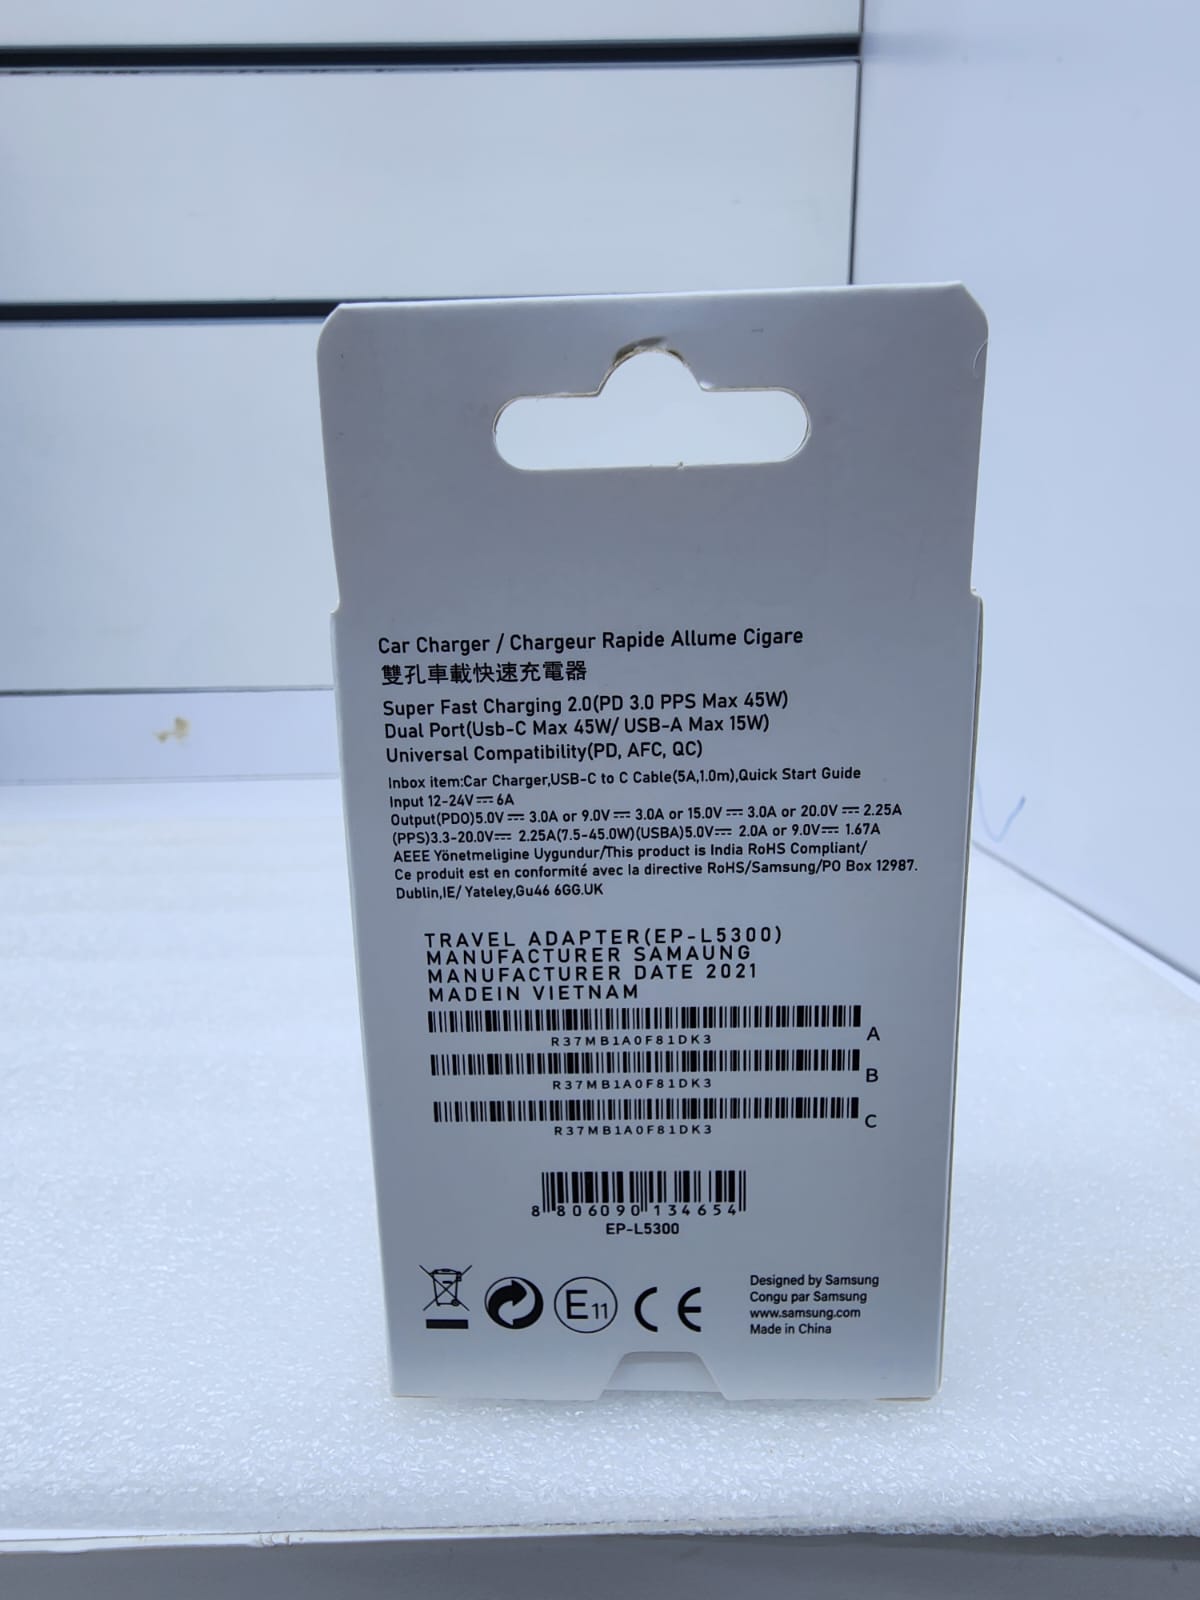 Car Charger / Chargeur Rapide Allume Cigare
雙孔車載快速充電器
Super Fast Charging 2.0(PD 3.0 PPS Max 45W)
Dual Port(Usb-C Max 45W/ USB-A Max 15W)
Universal Compatibility(PD, AFC, QC)
Inbox item:Car Charger,USB-C to C Cable(5A,1.0m),Quick Start Guide
Input 12-24V⎓6A
Output(PDO)5.0V⎓ 3.0A or 9.0V⎓ 3.0A or 15.0V⎓ 3.0A or 20.0V⎓ 2.25A
(PPS)3.3-20.0V⎓ 2.25A(7.5-45.0W)(USBA)5.0V⎓ 2.0A or 9.0V⎓ 1.67A
AEEE Yönetmeligine Uygundur/This product is India RoHS Compliant/
Ce produit est en conformité avec la directive RoHS/Samsung/PO Box 12987.
Dublin,IE/ Yateley,Gu46 6GG.UK
TRAVEL ADAPTER(EP-L5300)
MANUFACTURER SAMAUNG
MANUFACTURER DATE 2021
MADEIN VIETNAM
R37MB1A0F81DK3 A
R37MB1A0F81DK3 B
R37MB1A0F81DK3 C
8 806090 134654
EP-L5300
E11 CE
Designed by Samsung
Congu par Samsung
www.samsung.com
Made in China